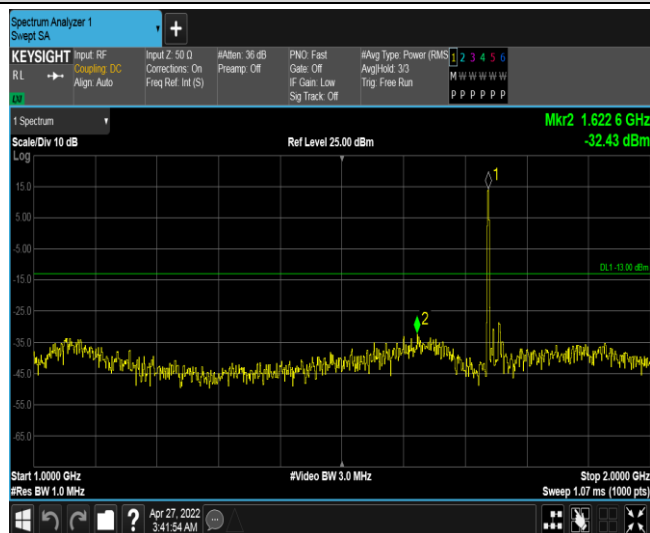 Spectrum Analyzer 1
Swept SA
KEYSIGHT
RL
Input: RF
Coupling: DC
Align: Auto
Input Z: 50 Ω
Corrections: On
Freq Ref: Int (S)
#Atten: 36 dB
Preamp: Off
PNO: Fast
Gate: Off
IF Gain: Low
Sig Track: Off
#Avg Type: Power (RMS
Avg|Hold: 3/3
Trig: Free Run
1 2 3 4 5 6
M W W W W W
P P P P P P
1 Spectrum
Mkr2 1.622 6 GHz
Scale/Div 10 dB
Ref Level 25.00 dBm
-32.43 dBm
Log
1
15.0
5.00
-5.00
DL1 -13.00 dBm
-15.0
-25.0
2
-35.0
-45.0
-55.0
-65.0
Start 1.0000 GHz
#Video BW 3.0 MHz
Stop 2.0000 GHz
#Res BW 1.0 MHz
Sweep 1.07 ms (1000 pts)
?
Apr 27, 2022
3:41:54 AM